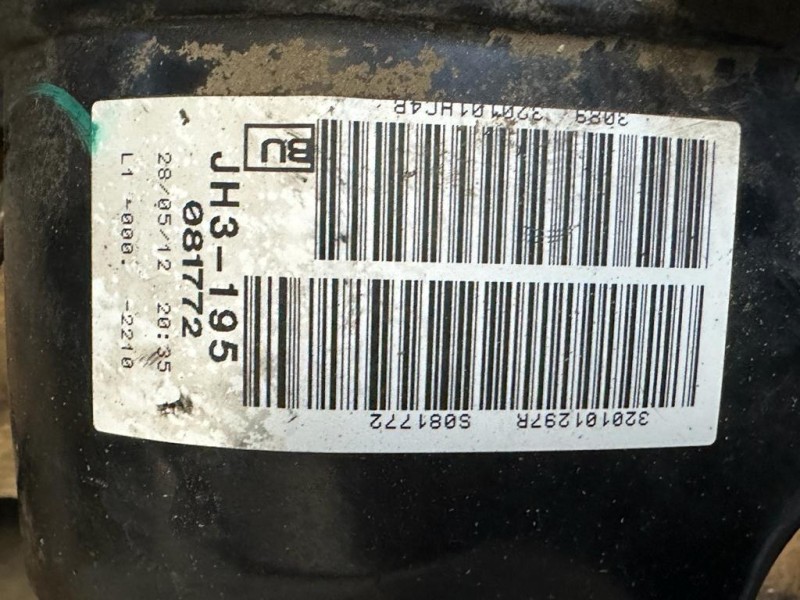 BU
JH3-195
081772
28/05/12 20:35
L1 -000. -2210
320101297R S081772
3089 320101HC4B